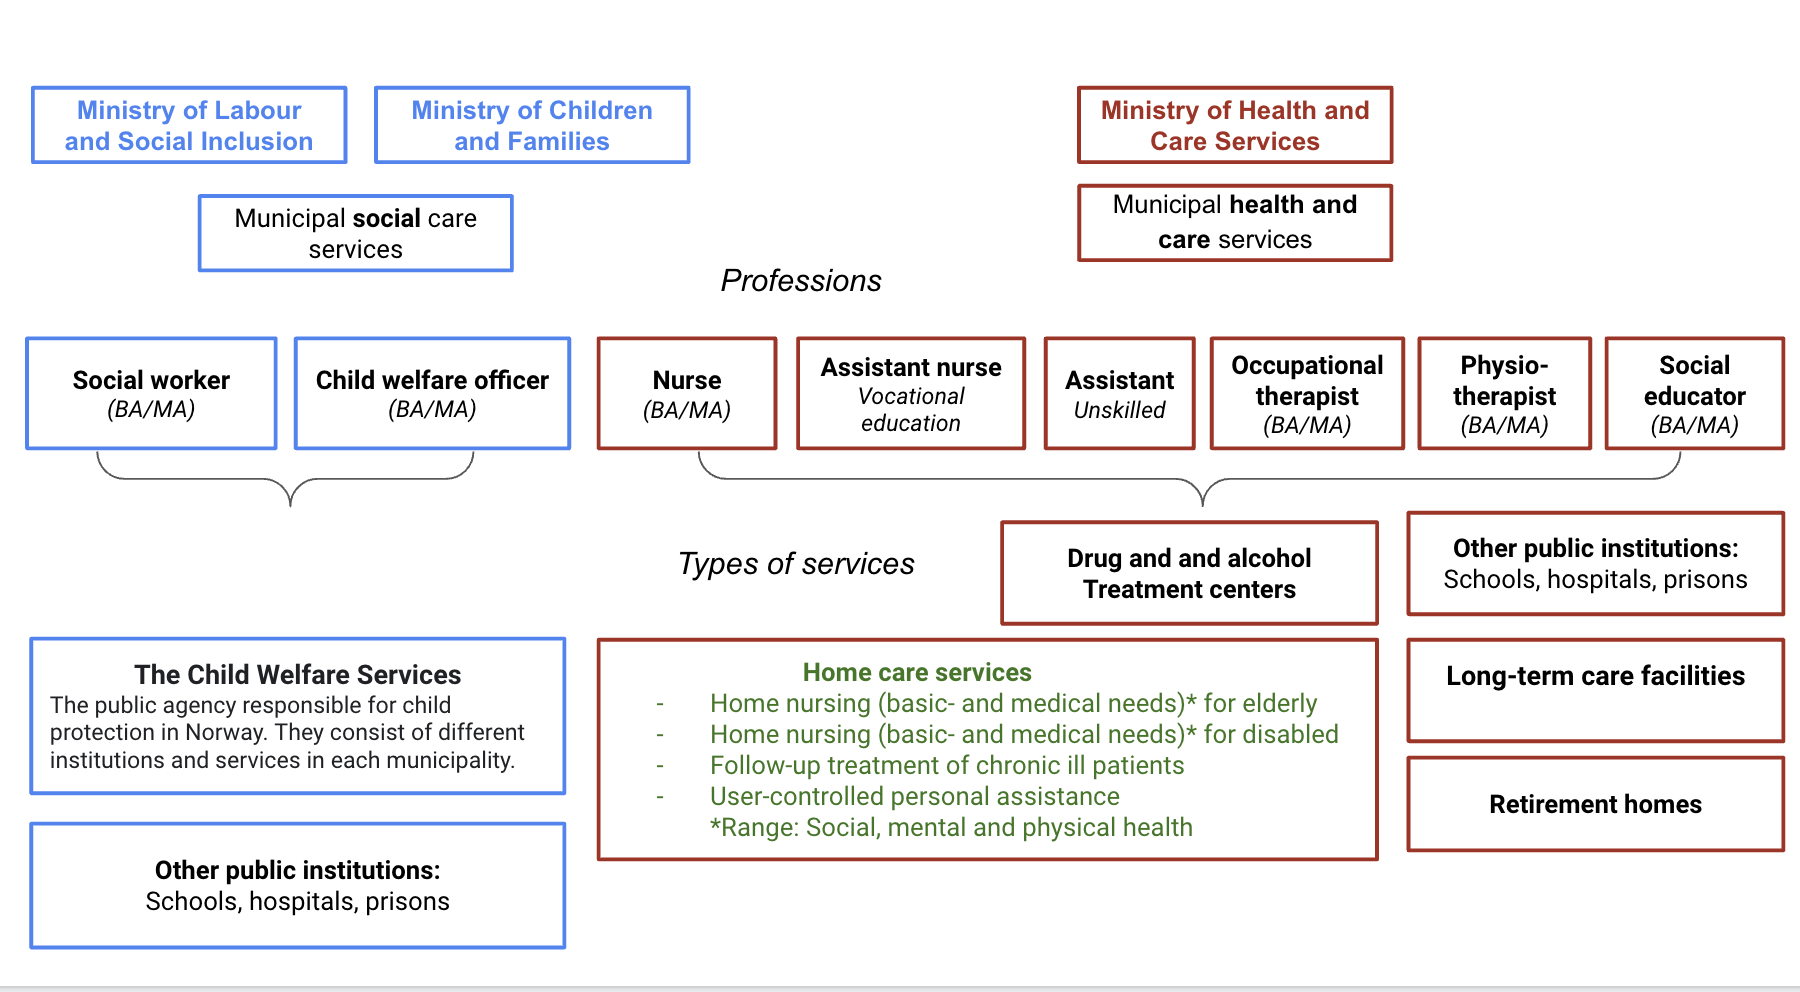 Ministry of Labour
and Social Inclusion
Ministry of Children
and Families
Ministry of Health and
Care Services
Municipal social care
services
Municipal health and
care services
Professions
Social worker
(BA/MA)
Child welfare officer
(BA/MA)
Nurse
(BA/MA)
Assistant nurse
Vocational
education
Assistant
Unskilled
Occupational
therapist
(BA/MA)
Physio-
therapist
(BA/MA)
Social
educator
(BA/MA)
Types of services
Drug and and alcohol
Treatment centers
Other public institutions:
Schools, hospitals, prisons
The Child Welfare Services
The public agency responsible for child
protection in Norway. They consist of different
institutions and services in each municipality.
Home care services
- Home nursing (basic- and medical needs)* for elderly
- Home nursing (basic- and medical needs)* for disabled
- Follow-up treatment of chronic ill patients
- User-controlled personal assistance
*Range: Social, mental and physical health
Long-term care facilities
Retirement homes
Other public institutions:
Schools, hospitals, prisons